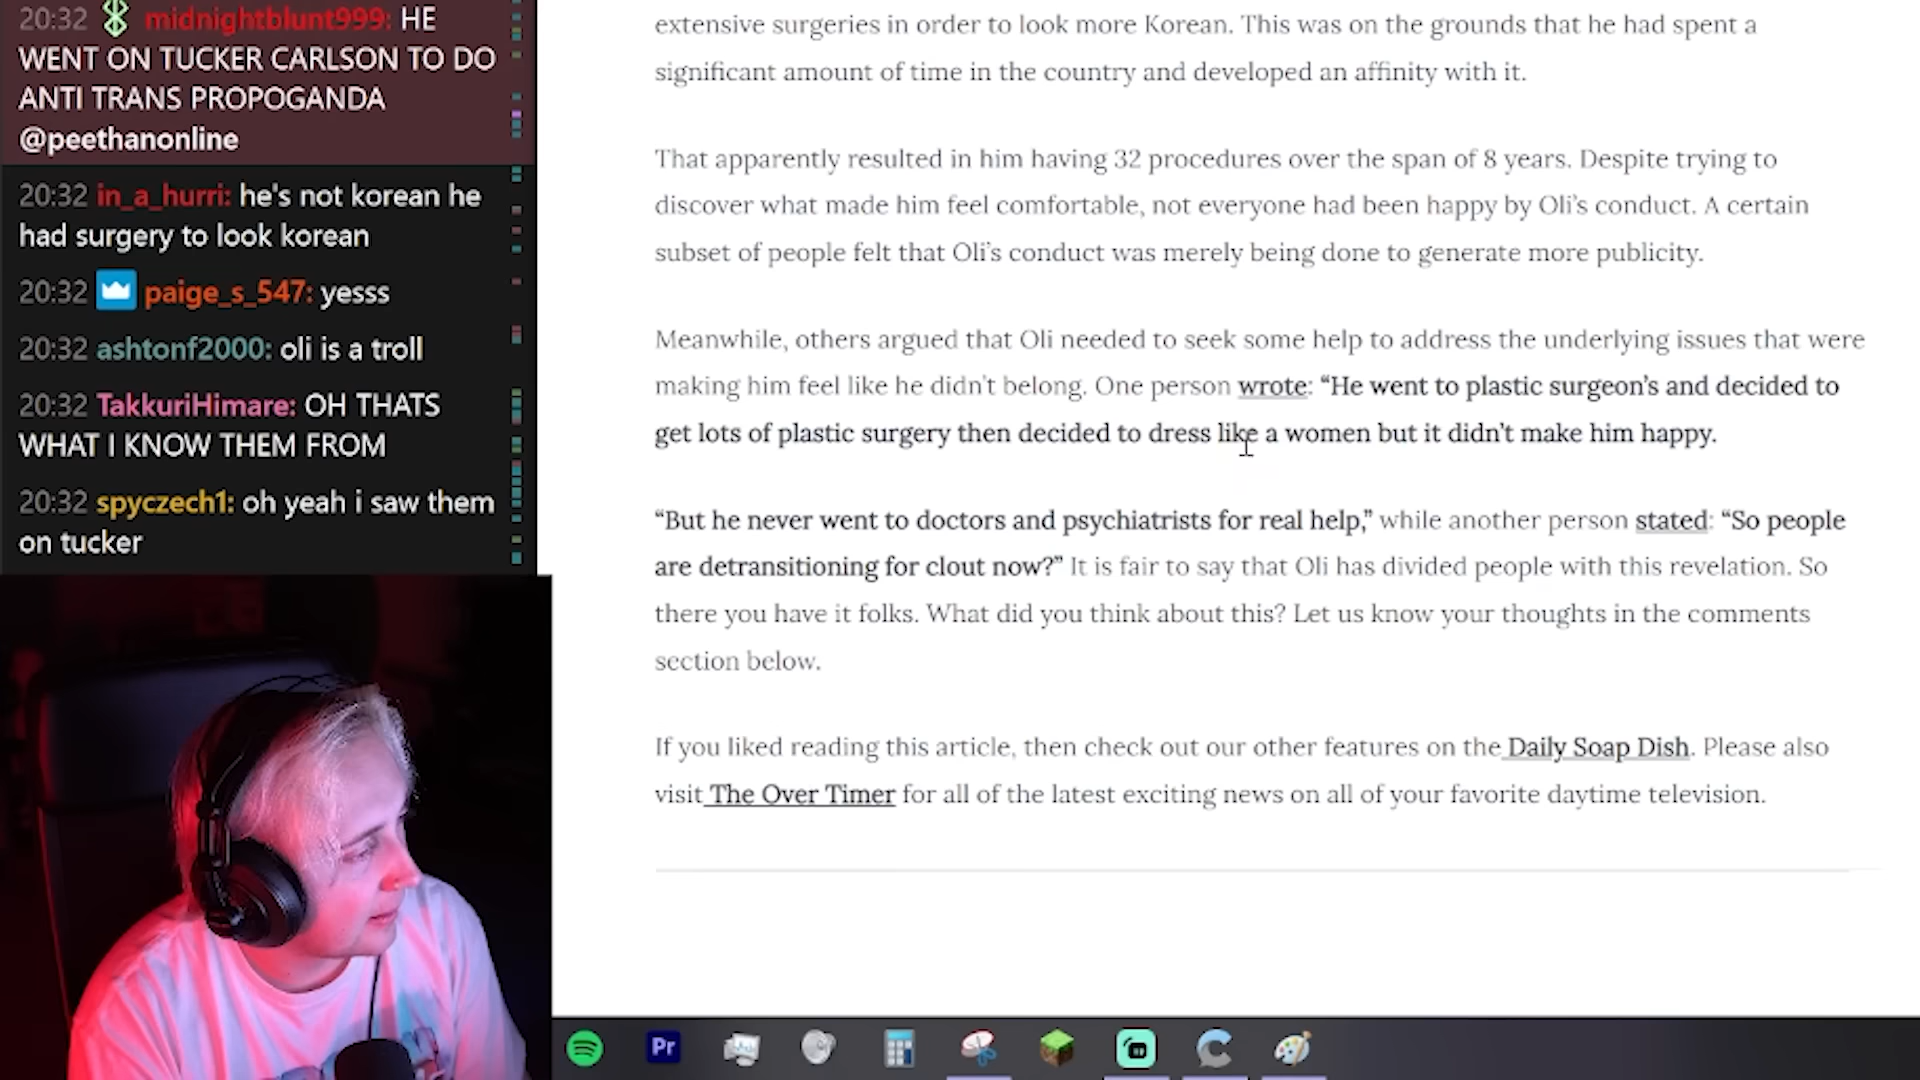 20:32 midnightblunt999: HE
WENT ON TUCKER CARLSON TO DO
ANTI TRANS PROPOGANDA
@peethanonline
20:32 in_a_hurri: he's not korean he
had surgery to look korean
20:32 paige_s_547: yesss
20:32 ashtonf2000: oli is a troll
20:32 TakkuriHimare: OH THATS
WHAT I KNOW THEM FROM
20:32 spyczech1: oh yeah i saw them
on tucker
extensive surgeries in order to look more Korean. This was on the grounds that he had spent a
significant amount of time in the country and developed an affinity with it.
That apparently resulted in him having 32 procedures over the span of 8 years. Despite trying to
discover what made him feel comfortable, not everyone had been happy by Oli's conduct. A certain
subset of people felt that Oli's conduct was merely being done to generate more publicity.
Meanwhile, others argued that Oli needed to seek some help to address the underlying issues that were
making him feel like he didn't belong. One person wrote: “He went to plastic surgeon's and decided to
get lots of plastic surgery then decided to dress like a women but it didn't make him happy.
“But he never went to doctors and psychiatrists for real help,” while another person stated: “So people
are detransitioning for clout now?” It is fair to say that Oli has divided people with this revelation. So
there you have it folks. What did you think about this? Let us know your thoughts in the comments
section below.
If you liked reading this article, then check out our other features on the Daily Soap Dish. Please also
visit The Over Timer for all of the latest exciting news on all of your favorite daytime television.
Pr